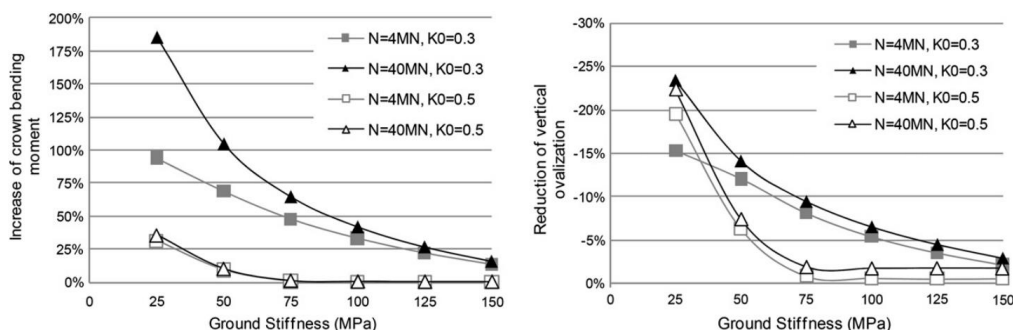 200%
175%
150%
125%
100%
75%
50%
25%
0%
0 25 50 75 100 125 150
Increase of crown bending
moment
Ground Stiffness (MPa)
N=4MN, K0=0.3
N=40MN, K0=0.3
N=4MN, K0=0.5
N=40MN, K0=0.5
-30%
-25%
-20%
-15%
-10%
-5%
0%
0 25 50 75 100 125 150
Reduction of vertical
ovalization
Ground Stiffness (MPa)
N=4MN, K0=0.3
N=40MN, K0=0.3
N=4MN, K0=0.5
N=40MN, K0=0.5